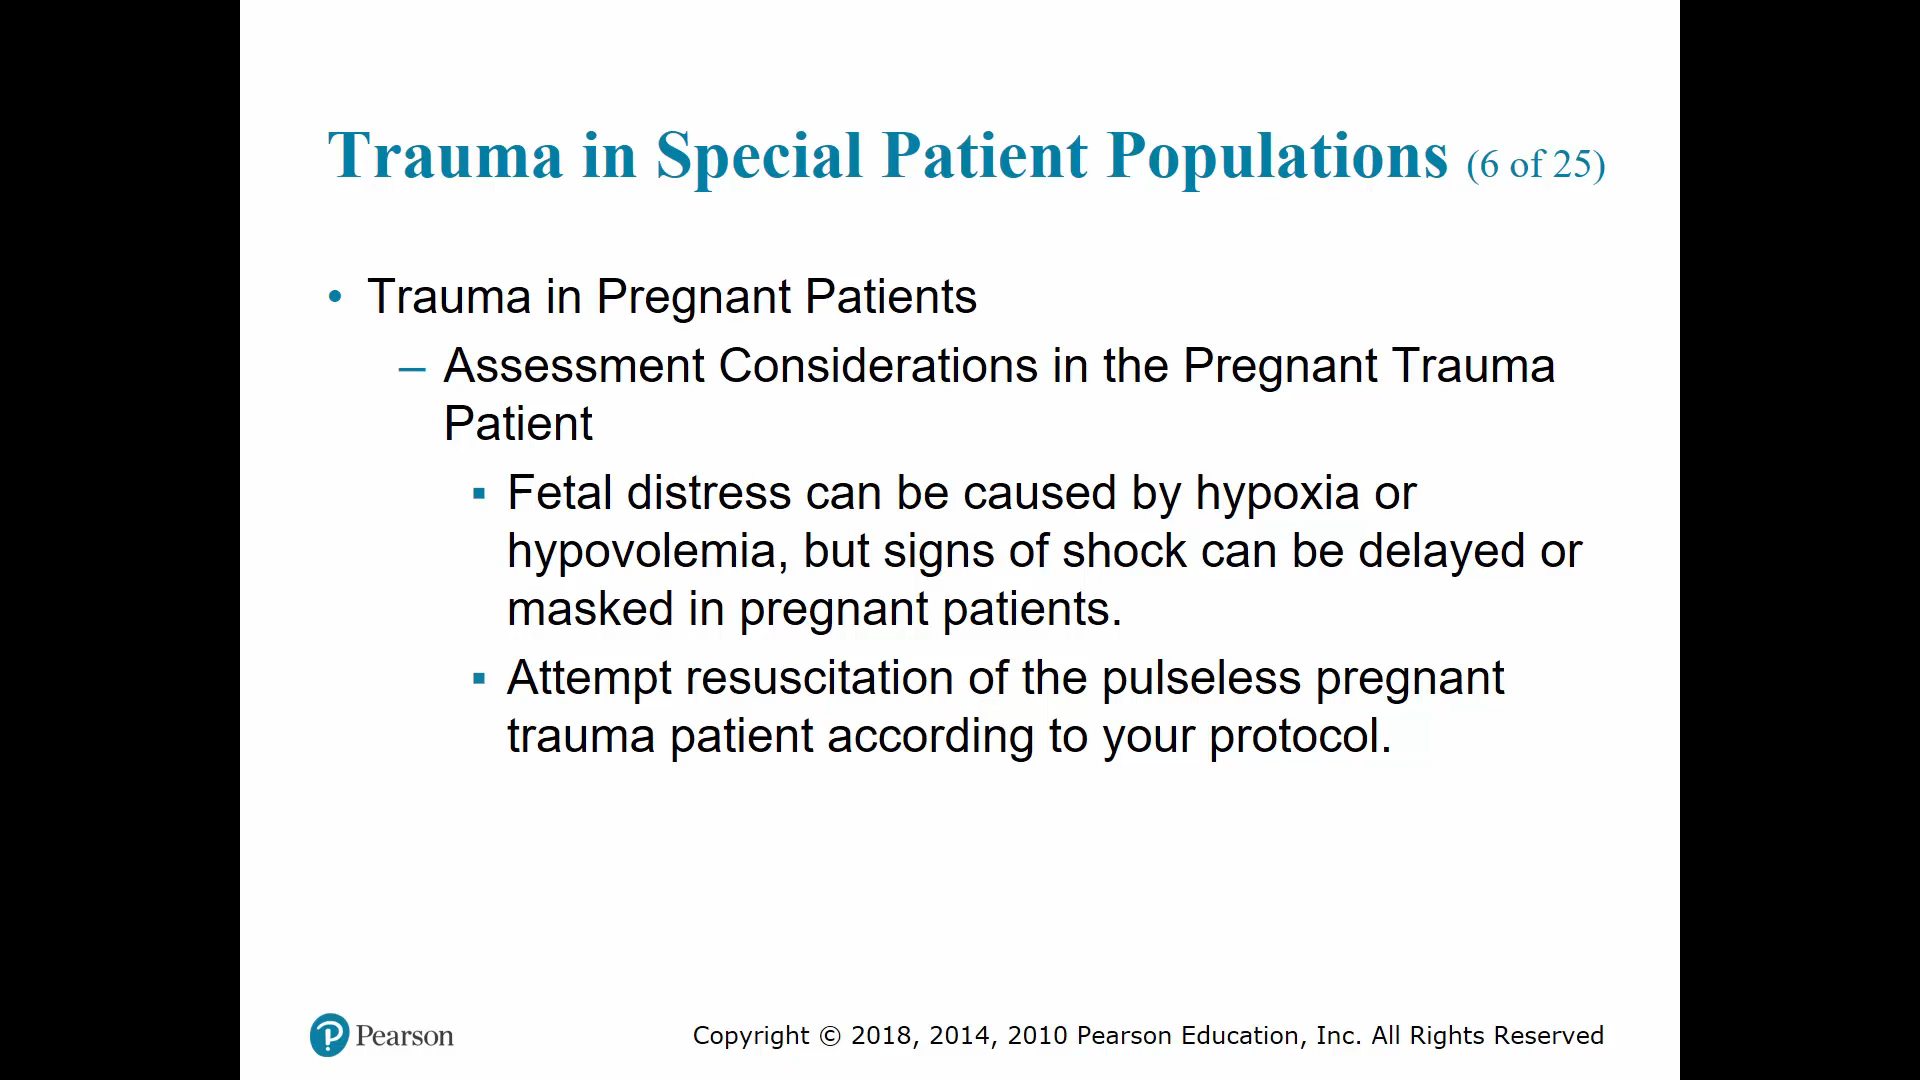 Trauma in Special Patient Populations (6 of 25)
• Trauma in Pregnant Patients
– Assessment Considerations in the Pregnant Trauma
Patient
▪ Fetal distress can be caused by hypoxia or
hypovolemia, but signs of shock can be delayed or
masked in pregnant patients.
▪ Attempt resuscitation of the pulseless pregnant
trauma patient according to your protocol.
P Pearson
Copyright © 2018, 2014, 2010 Pearson Education, Inc. All Rights Reserved